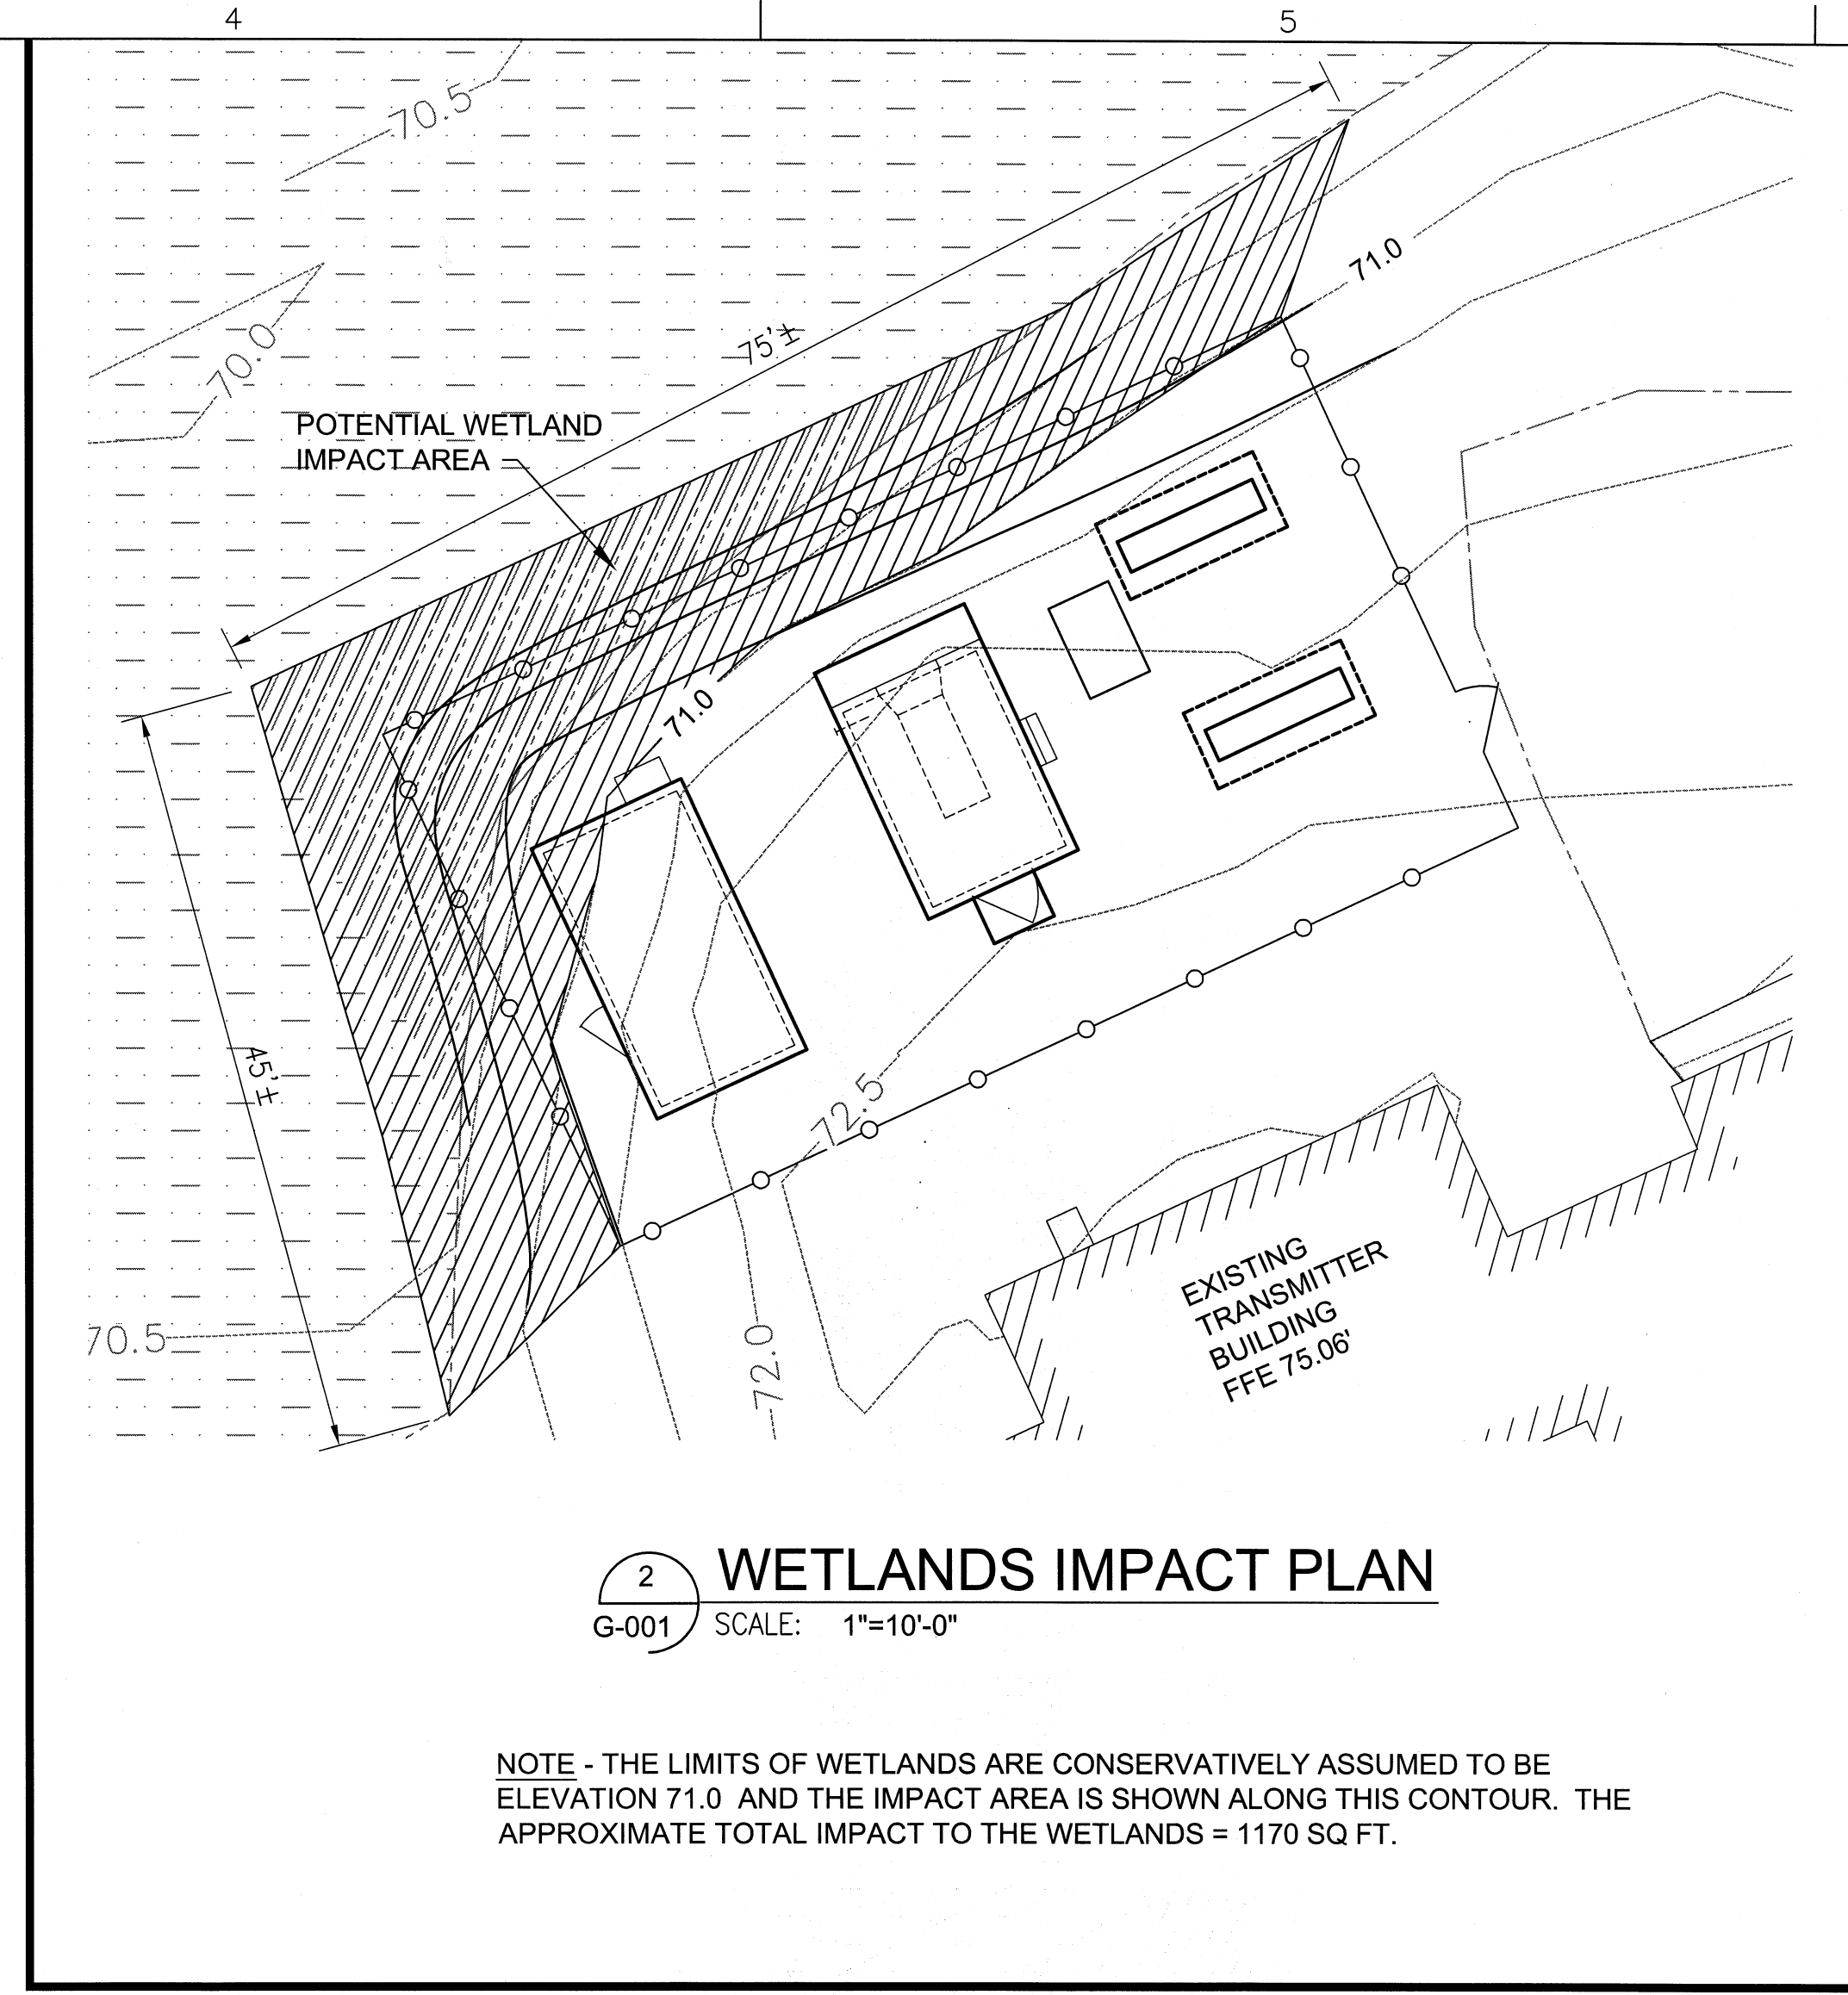 4
5
70.5
71.0
75'±
70.0
POTENTIAL WETLAND
IMPACT AREA
71.0
45'±
72.5
70.5
72.0
EXISTING
TRANSMITTER
BUILDING
FFE 75.06'
2
G-001
WETLANDS IMPACT PLAN
SCALE: 1"=10'-0"
NOTE - THE LIMITS OF WETLANDS ARE CONSERVATIVELY ASSUMED TO BE
ELEVATION 71.0 AND THE IMPACT AREA IS SHOWN ALONG THIS CONTOUR. THE
APPROXIMATE TOTAL IMPACT TO THE WETLANDS = 1170 SQ FT.